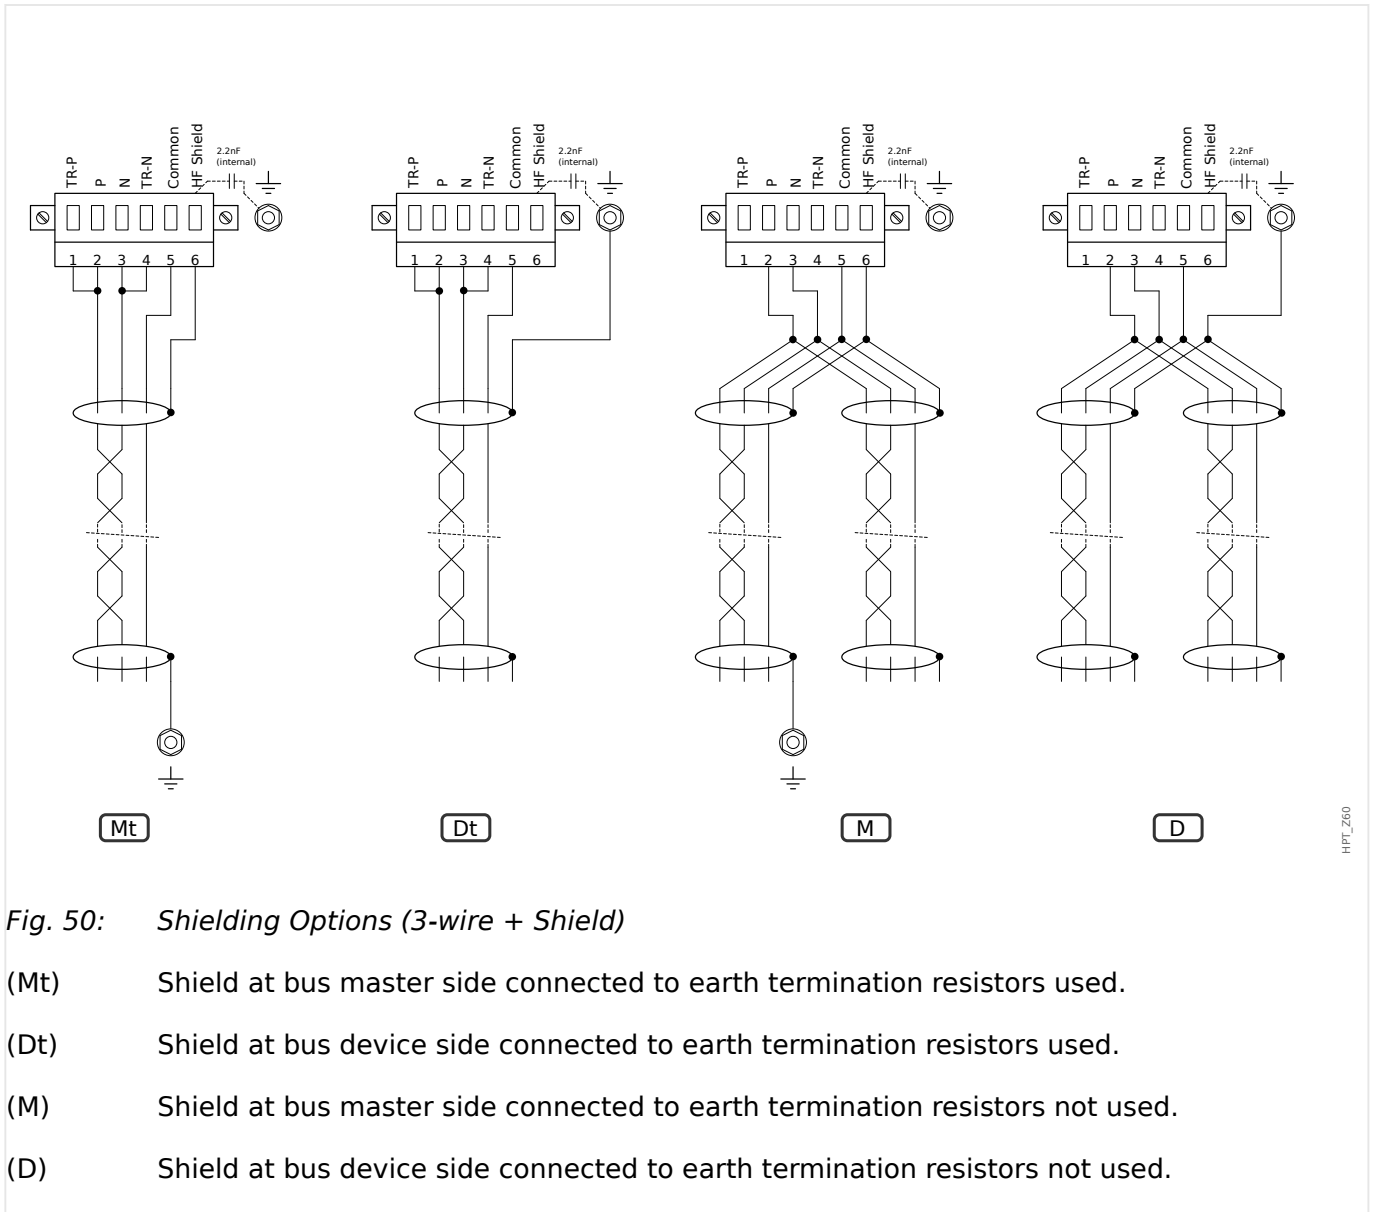 TR-P
P
N
TR-N
Common
HF Shield
2.2nF
(internal)
1 2 3 4 5 6
TR-P
P
N
TR-N
Common
HF Shield
2.2nF
(internal)
1 2 3 4 5 6
TR-P
P
N
TR-N
Common
HF Shield
2.2nF
(internal)
1 2 3 4 5 6
TR-P
P
N
TR-N
Common
HF Shield
2.2nF
(internal)
1 2 3 4 5 6
Mt
Dt
M
D
HPT_Z60
Fig. 50: Shielding Options (3-wire + Shield)
(Mt) Shield at bus master side connected to earth termination resistors used.
(Dt) Shield at bus device side connected to earth termination resistors used.
(M) Shield at bus master side connected to earth termination resistors not used.
(D) Shield at bus device side connected to earth termination resistors not used.